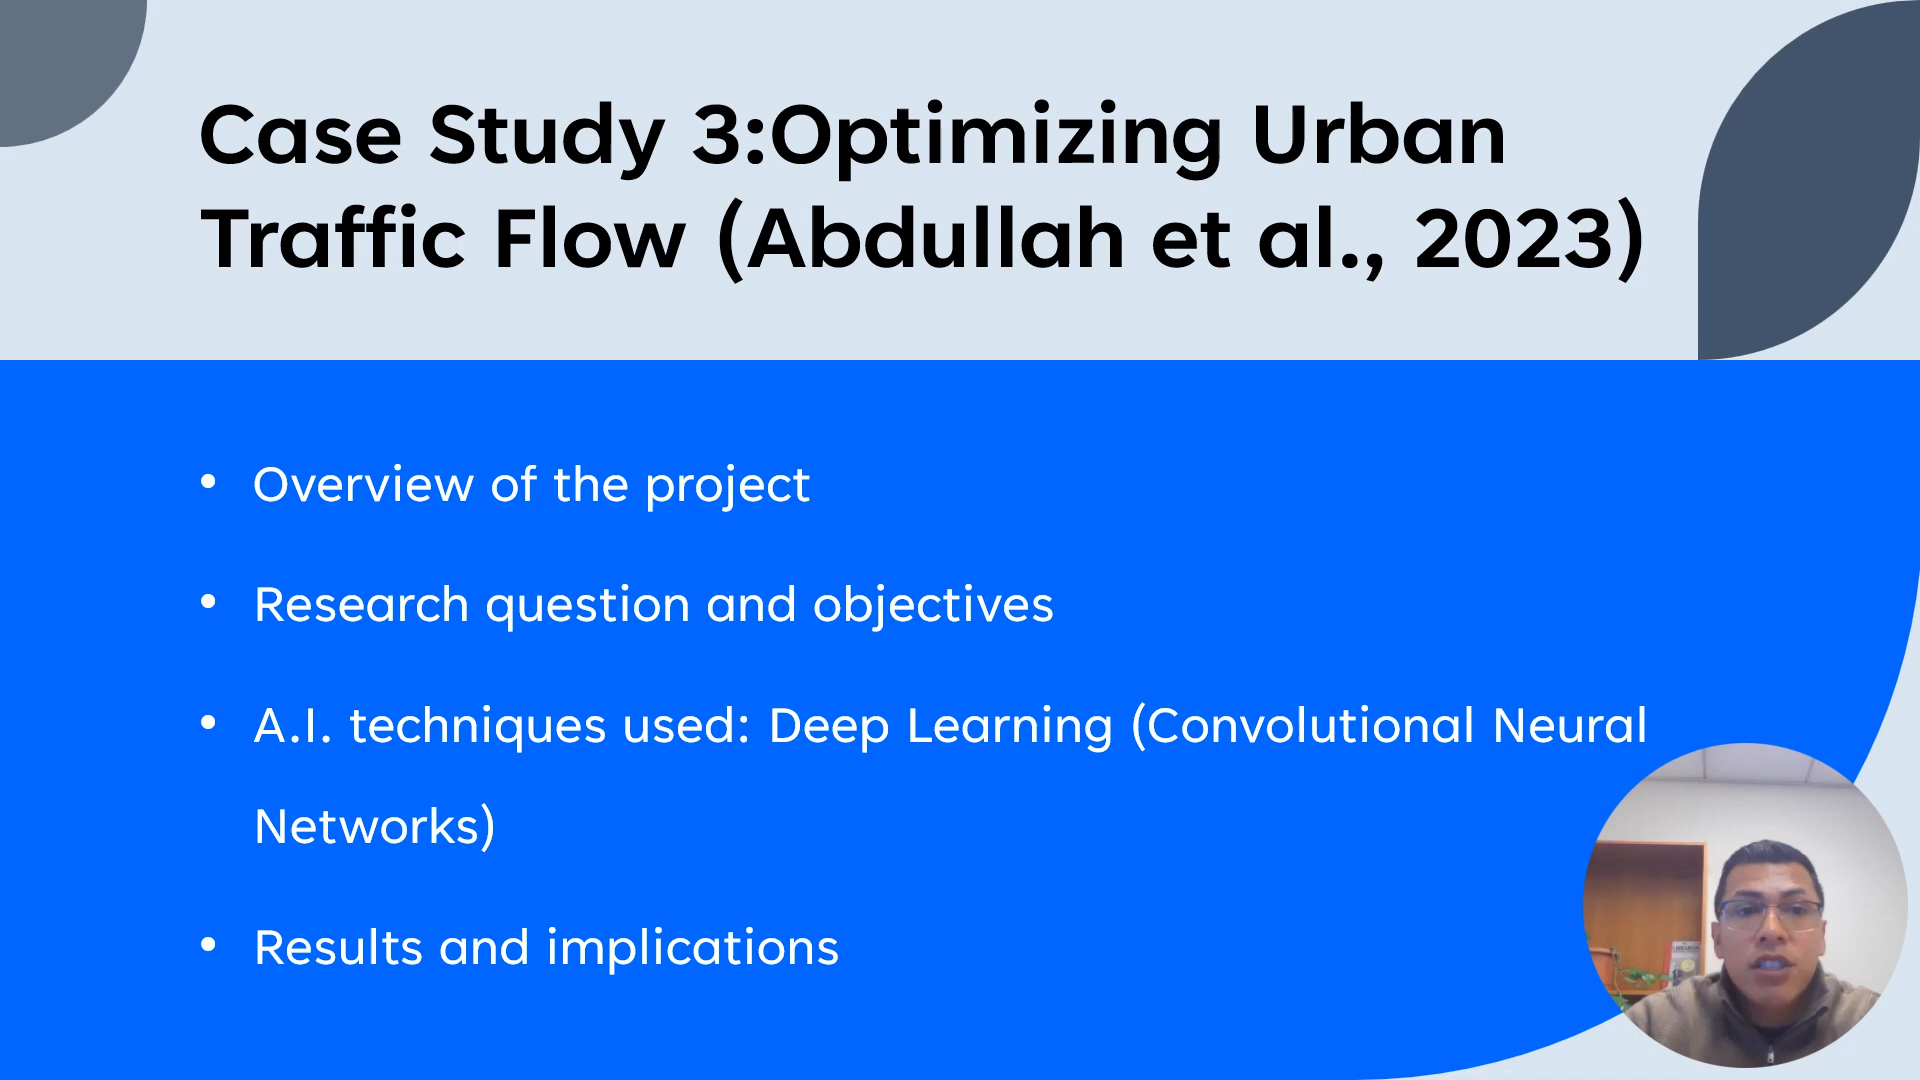 Case Study 3:Optimizing Urban
Traffic Flow (Abdullah et al., 2023)
• Overview of the project
• Research question and objectives
• A.I. techniques used: Deep Learning (Convolutional Neural
Networks)
• Results and implications